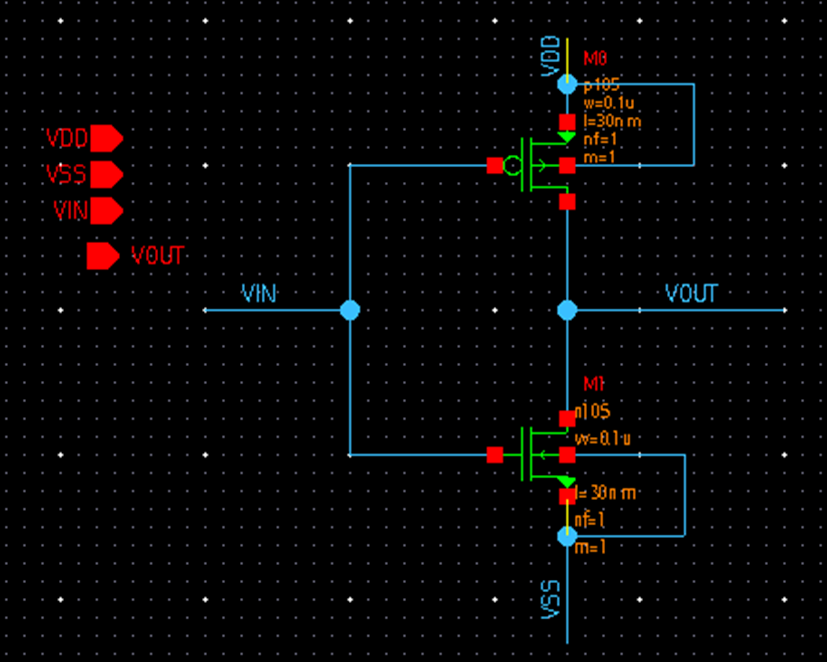 VDD
VSS
VIN
VOUT
VDD
M0
p105
w=0.1u
l=30nm
nf=1
m=1
VIN
VOUT
M1
n105
w=0.1u
l=30nm
nf=1
m=1
VSS